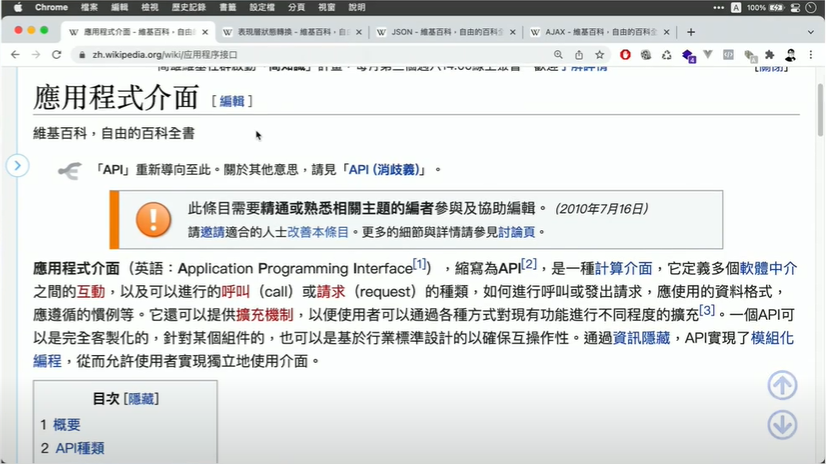 Chrome 檔案 編輯 檢視 歷史記錄 書籤 設定檔 分頁 視窗 說明 A 100%
應用程式介面 - 維基百科，自由 表現層狀態轉換 - 維基百科，自 JSON - 維基百科，自由的百科全 AJAX - 維基百科，自由的百科全
zh.wikipedia.org/wiki/应用程序接口
應用程式介面 [編輯]
維基百科，自由的百科全書
「API」重新導向至此。關於其他意思，請見「API (消歧義)」。
此條目需要精通或熟悉相關主題的編者參與及協助編輯。 (2010年7月16日)
請邀請適合的人士改善本條目。更多的細節與詳情請參見討論頁。
應用程式介面（英語：Application Programming Interface[1]），縮寫為API[2]，是一種計算介面，它定義多個軟體中介
之間的互動，以及可以進行的呼叫（call）或請求（request）的種類，如何進行呼叫或發出請求，應使用的資料格式，
應遵循的慣例等。它還可以提供擴充機制，以便使用者可以通過各種方式對現有功能進行不同程度的擴充[3]。一個API可
以是完全客製化的，針對某個組件的，也可以是基於行業標準設計的以確保互操作性。通過資訊隱藏，API實現了模組化
編程，從而允許使用者實現獨立地使用介面。
目次 [隱藏]
1 概要
2 API種類